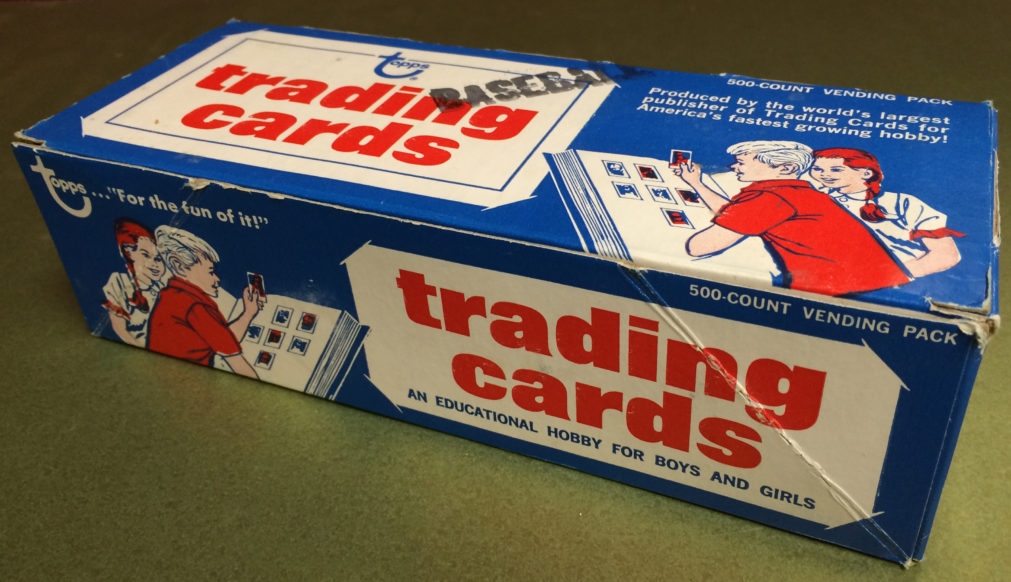 topps
®
trading
cards
BASEBALL
500-COUNT VENDING PACK
Produced by the world's largest
publisher of Trading Cards for
America's fastest growing hobby!
topps..."For the fun of it!"
trading
cards
AN EDUCATIONAL HOBBY FOR BOYS AND GIRLS
500-COUNT VENDING PACK